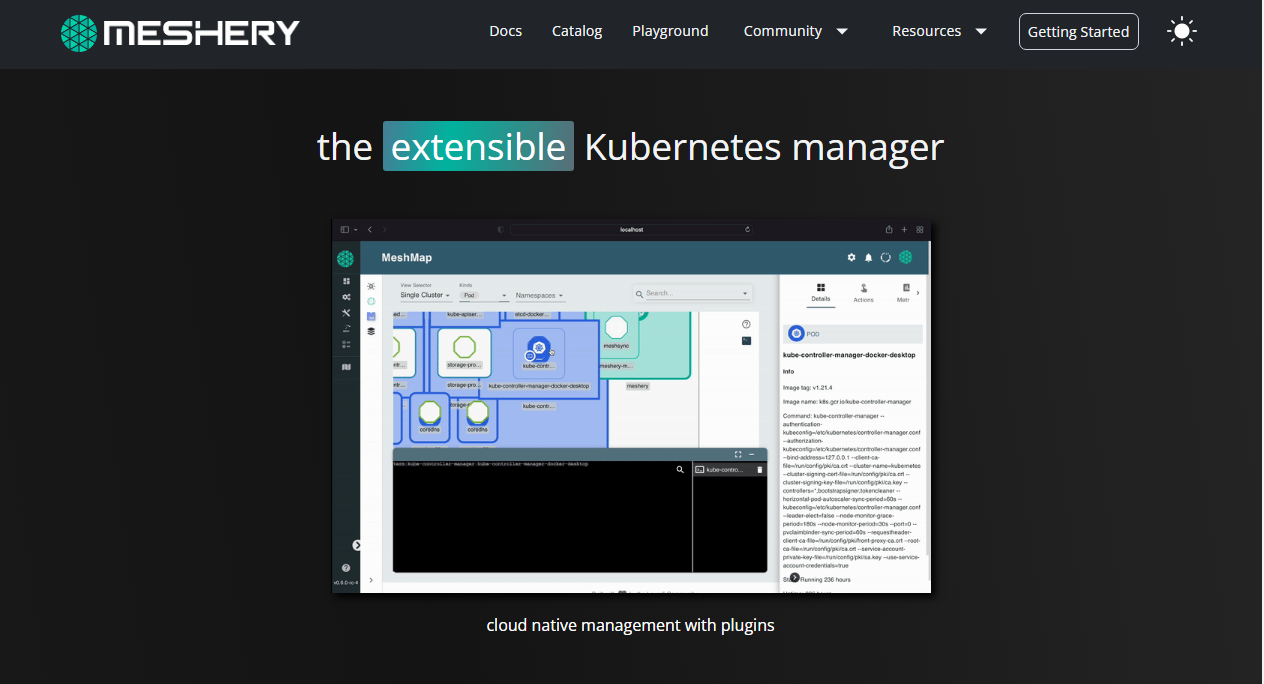 MESHERY
Docs Catalog Playground Community Resources Getting Started
the extensible Kubernetes manager
localhost
MeshMap
View Selector Kinds
Single Cluster Pod Namespaces Search...
Details Actions
kube-apiser... etcd-docker...
meshsync
storage-pro... kube-contr... meshery-m...
storage-pro... kube-controller-manager-docker-desktop meshery
kube-contr...
coredns coredns
kube-contro...
POD
kube-controller-manager-docker-desktop
Info
Image tag: v1.21.4
Image name: k8s.gcr.io/kube-controller-manager
Command: kube-controller-manager --
authentication-
kubeconfig=/etc/kubernetes/controller-manager.conf
--authorization-
kubeconfig=/etc/kubernetes/controller-manager.conf
--bind-address=127.0.0.1 --client-ca-
file=/run/config/pki/ca.crt --cluster-name=kubernetes
--cluster-signing-cert-file=/run/config/pki/ca.crt --
cluster-signing-key-file=/run/config/pki/ca.key --
controllers=*,bootstrapsigner,tokencleaner --
horizontal-pod-autoscaler-sync-period=60s --
kubeconfig=/etc/kubernetes/controller-manager.conf
--leader-elect=false --node-monitor-grace-
period=180s --node-monitor-period=30s --port=0 --
pvclaimbinder-sync-period=60s --requestheader-
client-ca-file=/run/config/pki/front-proxy-ca.crt --root-
ca-file=/run/config/pki/ca.crt --service-account-
private-key-file=/run/config/pki/sa.key --use-service-
account-credentials=true
Running 236 hours
v0.6.0-rc-4
cloud native management with plugins